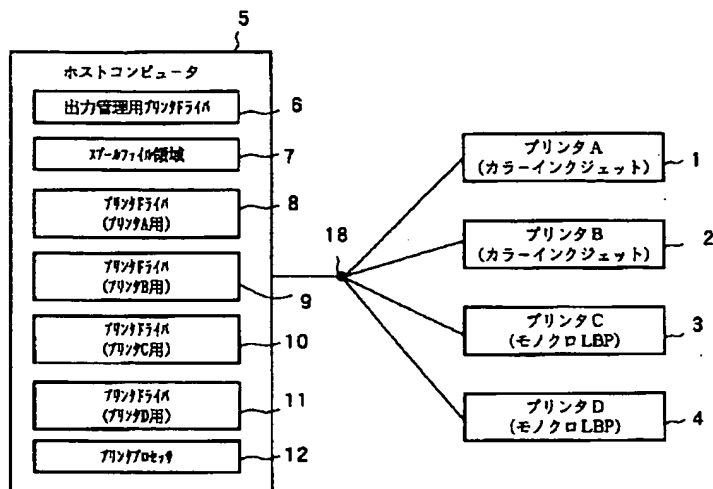 5
ホストコンピュータ
出力管理用プリンタドライバ
6
スプールファイル領域
7
プリンタドライバ
(プリンタA用)
8
プリンタドライバ
(プリンタB用)
9
プリンタドライバ
(プリンタC用)
10
プリンタドライバ
(プリンタD用)
11
プリンタプロセッサ
12
18
プリンタA
(カラーインクジェット)
1
プリンタB
(カラーインクジェット)
2
プリンタC
(モノクロLBP)
3
プリンタD
(モノクロLBP)
4